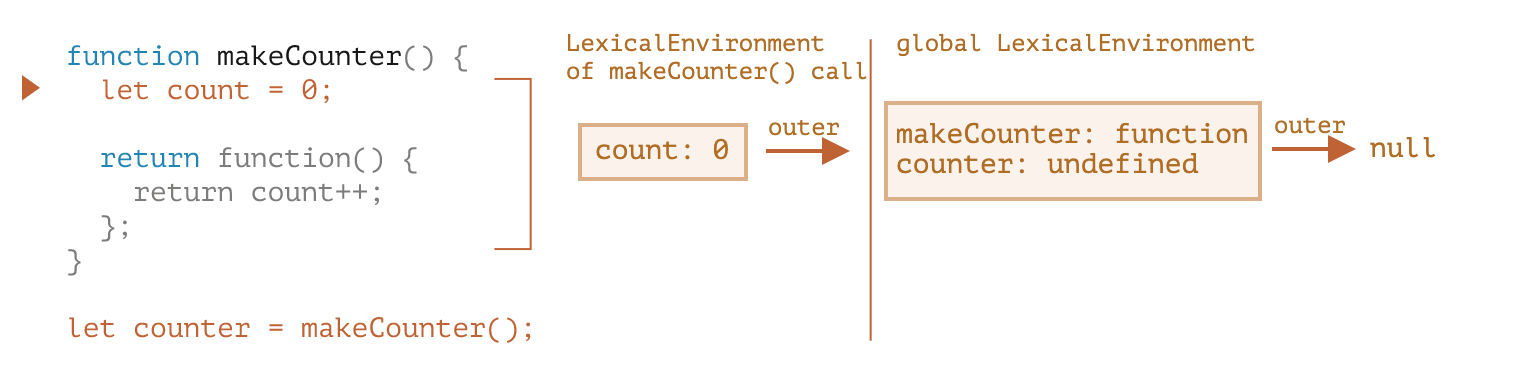 function makeCounter() {
let count = 0;
return function() {
return count++;
};
}
let counter = makeCounter();
LexicalEnvironment
of makeCounter() call
count: 0
outer
global LexicalEnvironment
makeCounter: function
counter: undefined
outer
null